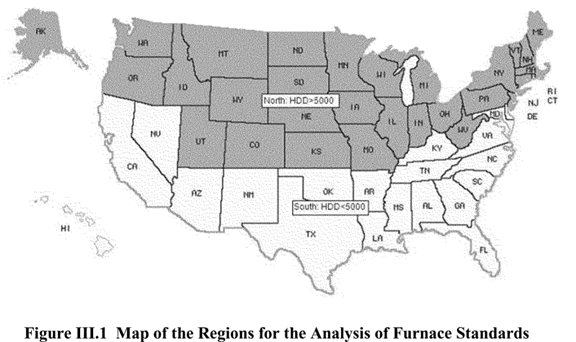 AK
WA
MT
ND
MN
ME
VT
NH
MA
R
OR
ID
SD
WI
MI
NY
RI
CT
WY
North: HDD>5000
IA
NE
PA
NJ
NV
UT
CO
IL
IN
OH
MD
DE
KS
MO
WV
VA
KY
CA
NC
TN
AZ
NM
OK
AR
SC
South: HDD<5000
MS
AL
GA
HI
TX
LA
FL
Figure III.1 Map of the Regions for the Analysis of Furnace Standards